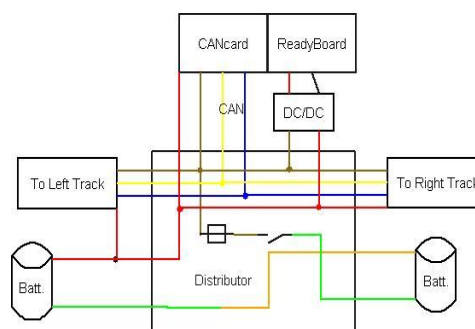 CANcard ReadyBoard
CAN
DC/DC
To Left Track
To Right Track
Batt.
Distributor
Batt.